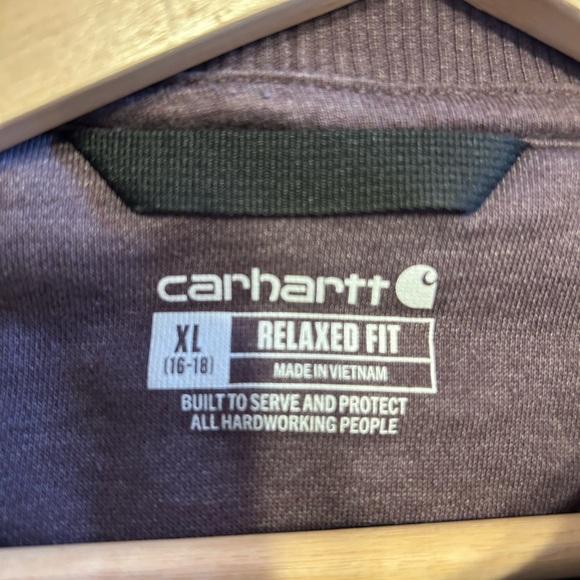 carhartt
XL
(16-18)
RELAXED FIT
MADE IN VIETNAM
BUILT TO SERVE AND PROTECT
ALL HARDWORKING PEOPLE